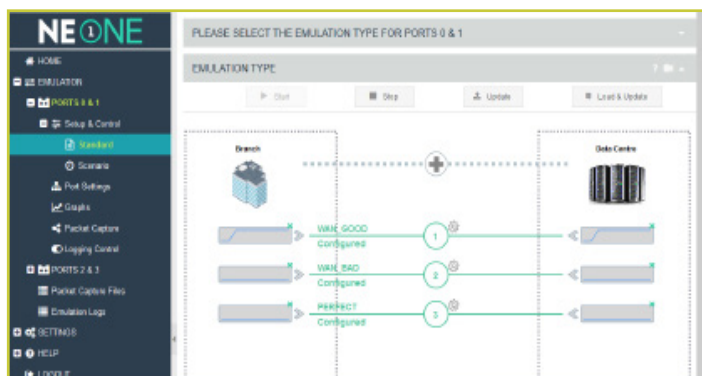 NE1NE
PLEASE SELECT THE EMULATION TYPE FOR PORTS 0 & 1
HOME
EMULATION TYPE
EMULATION
PORTS 0 & 1
Start
Stop
Update
Load & Update
Setup & Control
Standard
Scenario
Port Settings
Graphs
Packet Capture
Logging Control
PORTS 2 & 3
Packet Capture Files
Emulation Logs
SETTINGS
HELP
LOGOUT
Branch
Data Centre
WAN_GOOD
Configured
1
WAN_BAD
Configured
2
PERFECT
Configured
3